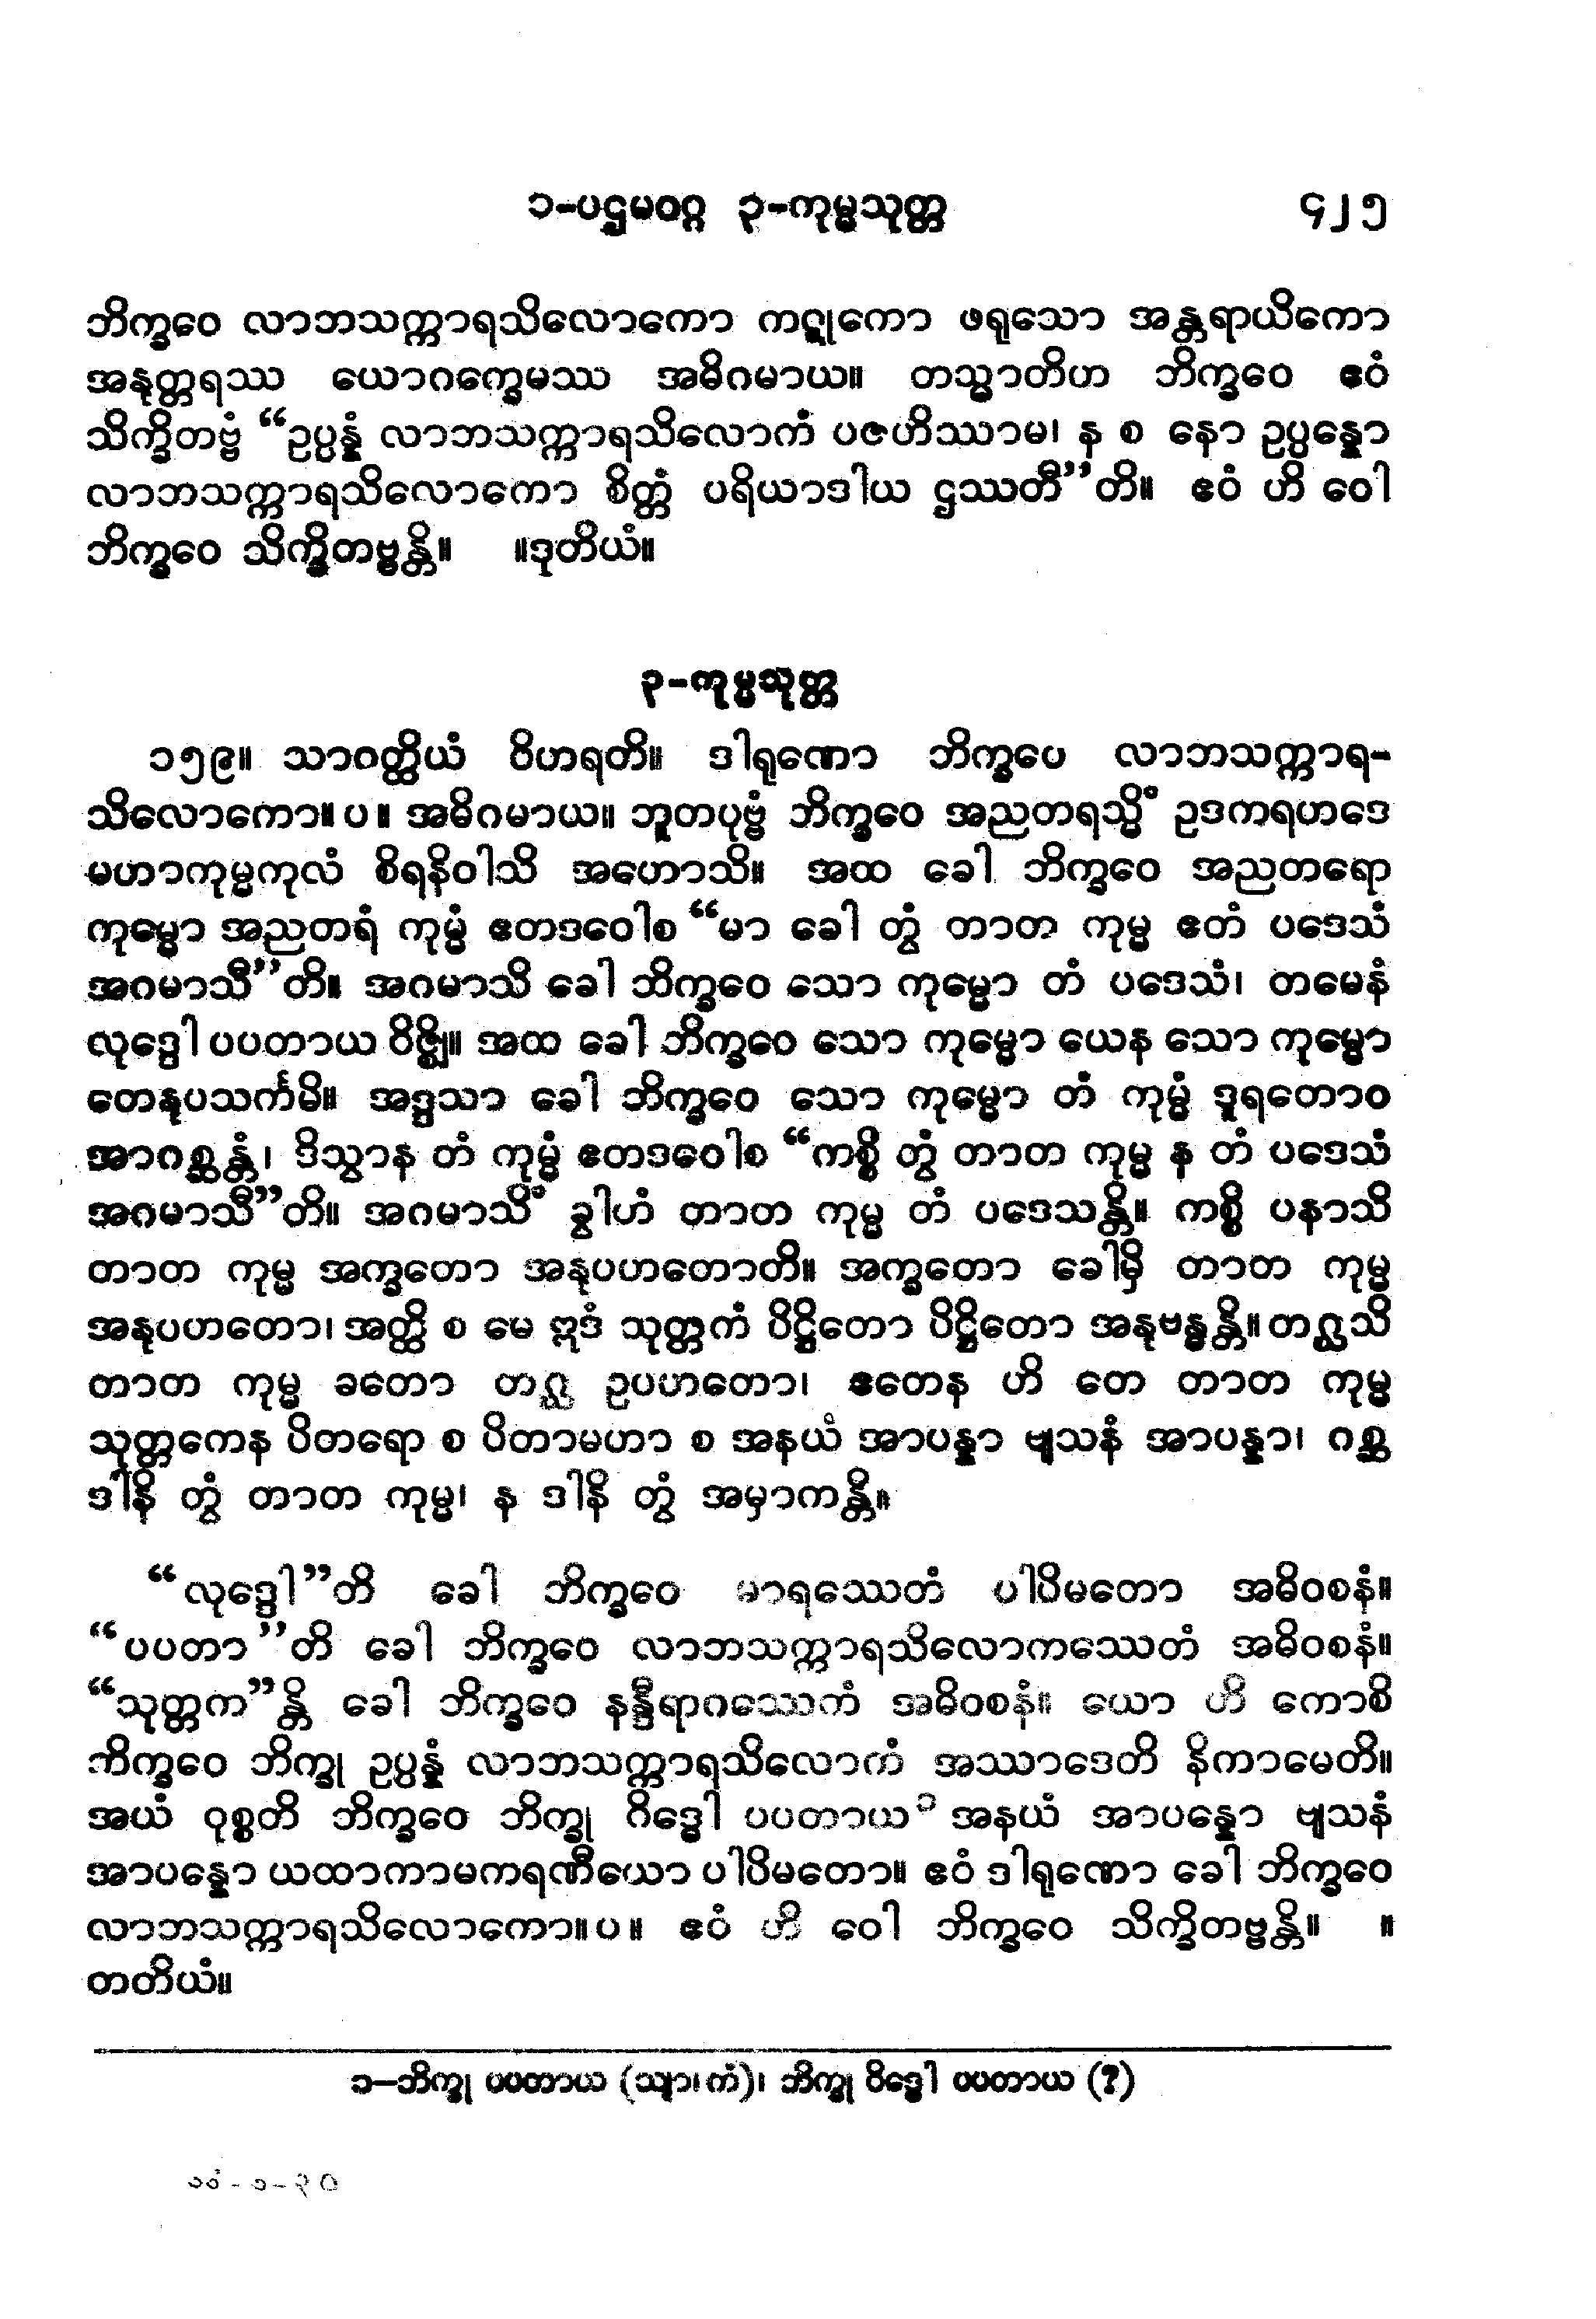 ၁-ပဌမဝဂ္ဂ ၃-ကုမ္မသုတ္တ ၄၂၅
ဘိက္ခဝေ လာဘသက္ကာရသိလောကော ကဋုကော ဖရုသော အန္တရာယိကော
အနုတ္တရဿ ယောဂက္ခေမဿ အဓိဂမာယ။ တသ္မာတိဟ ဘိက္ခဝေ ဧဝံ
သိက္ခိတဗ္ဗံ “ဥပ္ပန္နံ လာဘသက္ကာရသိလောကံ ပဇဟိဿာမ၊ န စ နော ဥပ္ပန္နော
လာဘသက္ကာရသိလောကော စိတ္တံ ပရိယာဒါယ ဌဿတီ”တိ။ ဧဝံ ဟိ ဝေါ
ဘိက္ခဝေ သိက္ခိတဗ္ဗန္တိ။ ။ဒုတိယံ။
၃-ကုမ္မသုတ္တ
၁၅၉။ သာဝတ္ထိယံ ဝိဟရတိ။ ဒါရုဏော ဘိက္ခဝေ လာဘသက္ကာရ-
သိလောကော။ပ။ အဓိဂမာယ။ ဘူတပုဗ္ဗံ ဘိက္ခဝေ အညတရသ္မိံ ဥဒကရဟဒေ
မဟာကုမ္မကုလံ စိရနိဝါသိ အဟောသိ။ အထ ခေါ ဘိက္ခဝေ အညတရော
ကုမ္မော အညတရံ ကုမ္မံ ဧတဒဝေါစ “မာ ခေါ တွံ တာတ ကုမ္မ ဧတံ ပဒေသံ
အဂမာသီ”တိ။ အဂမာသိ ခေါ ဘိက္ခဝေ သော ကုမ္မော တံ ပဒေသံ၊ တမေနံ
လုဒ္ဒေါ ပပတာယ ဝိဇ္ဈိ။ အထ ခေါ ဘိက္ခဝေ သော ကုမ္မော ယေန သော ကုမ္မော
တေနုပသင်္ကမိ။ အဒ္ဒသာ ခေါ ဘိက္ခဝေ သော ကုမ္မော တံ ကုမ္မံ ဒူရတောဝ
အာဂစ္ဆန္တံ၊ ဒိသွာန တံ ကုမ္မံ ဧတဒဝေါစ “ကစ္စိ တွံ တာတ ကုမ္မ န တံ ပဒေသံ
အဂမာသီ”တိ။ အဂမာသိံ ခွါဟံ တာတ ကုမ္မ တံ ပဒေသန္တိ။ ကစ္စိ ပနာသိ
တာတ ကုမ္မ အက္ခတော အနုပဟတောတိ။ အက္ခတော ခေါမှိ တာတ ကုမ္မ
အနုပဟတော၊ အတ္ထိ စ မေ ဣဒံ သုတ္တကံ ပိဋ္ဌိတော ပိဋ္ဌိတော အနုဗန္ဓန္တိ။ တဂ္ဃသိ
တာတ ကုမ္မ ခတော တဂ္ဃ ဥပဟတော၊ ဧတေန ဟိ တေ တာတ ကုမ္မ
သုတ္တကေန ပိတရော စ ပိတာမဟာ စ အနယံ အာပန္နာ ဗျသနံ အာပန္နာ၊ ဂစ္ဆ
ဒါနိ တွံ တာတ ကုမ္မ၊ န ဒါနိ တွံ အမှာကန္တိ။
“လုဒ္ဒေါ”တိ ခေါ ဘိက္ခဝေ မာရဿေတံ ပါပိမတော အဓိဝစနံ။
“ပပတာ”တိ ခေါ ဘိက္ခဝေ လာဘသက္ကာရသိလောကဿေတံ အဓိဝစနံ။
“သုတ္တက”န္တိ ခေါ ဘိက္ခဝေ နန္ဒီရာဂဿေကံ အဓိဝစနံ။ ယော ဟိ ကောစိ
ဘိက္ခဝေ ဘိက္ခု ဥပ္ပန္နံ လာဘသက္ကာရသိလောကံ အဿာဒေတိ နိကာမေတိ။
အယံ ဝုစ္စတိ ဘိက္ခဝေ ဘိက္ခု ဂိဒ္ဓေါ ပပတာယ ၁ အနယံ အာပန္နော ဗျသနံ
အာပန္နော ယထာကာမကရဏီယော ပါပိမတော။ ဧဝံ ဒါရုဏော ခေါ ဘိက္ခဝေ
လာဘသက္ကာရသိလောကော။ပ။ ဧဝံ ဟိ ဝေါ ဘိက္ခဝေ သိက္ခိတဗ္ဗန္တိ။ ။
တတိယံ။
၁-ဘိက္ခု ပပတာယ (သျာ၊ကံ)၊ ဘိက္ခု ဝိဒ္ဓေါ ပပတာယ (?)